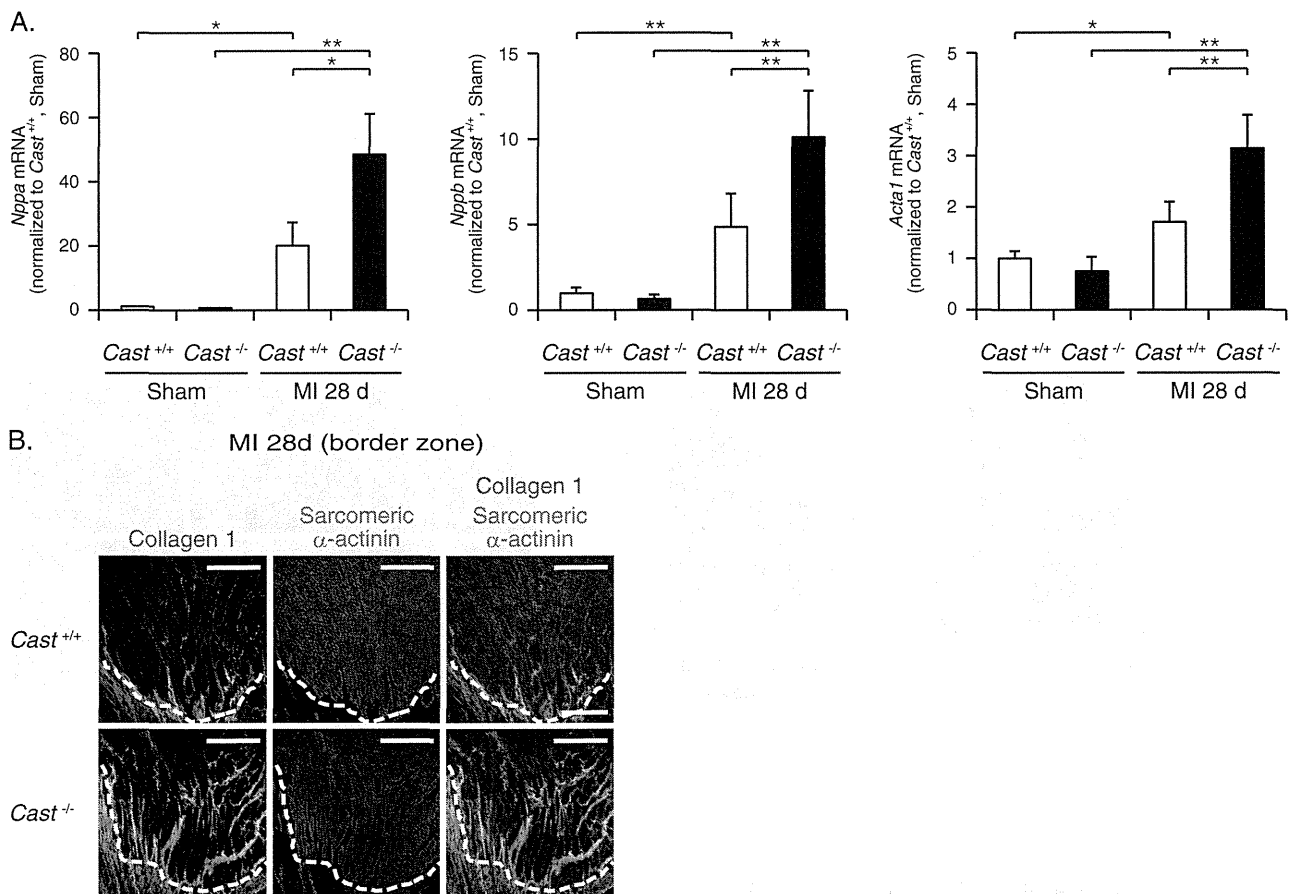 A.
* ** *
80
60
40
20
0
Nppa mRNA
(normalized to Cast +/+, Sham)
Cast +/+ Cast -/- Cast +/+ Cast -/-
Sham MI 28 d
** ** **
15
10
5
0
Nppb mRNA
(normalized to Cast +/+, Sham)
Cast +/+ Cast -/- Cast +/+ Cast -/-
Sham MI 28 d
* ** **
5
4
3
2
1
0
Acta1 mRNA
(normalized to Cast +/+, Sham)
Cast +/+ Cast -/- Cast +/+ Cast -/-
Sham MI 28 d
B.
MI 28d (border zone)
Collagen 1
Sarcomeric
α-actinin
Collagen 1
Sarcomeric
α-actinin
Cast +/+
Cast -/-